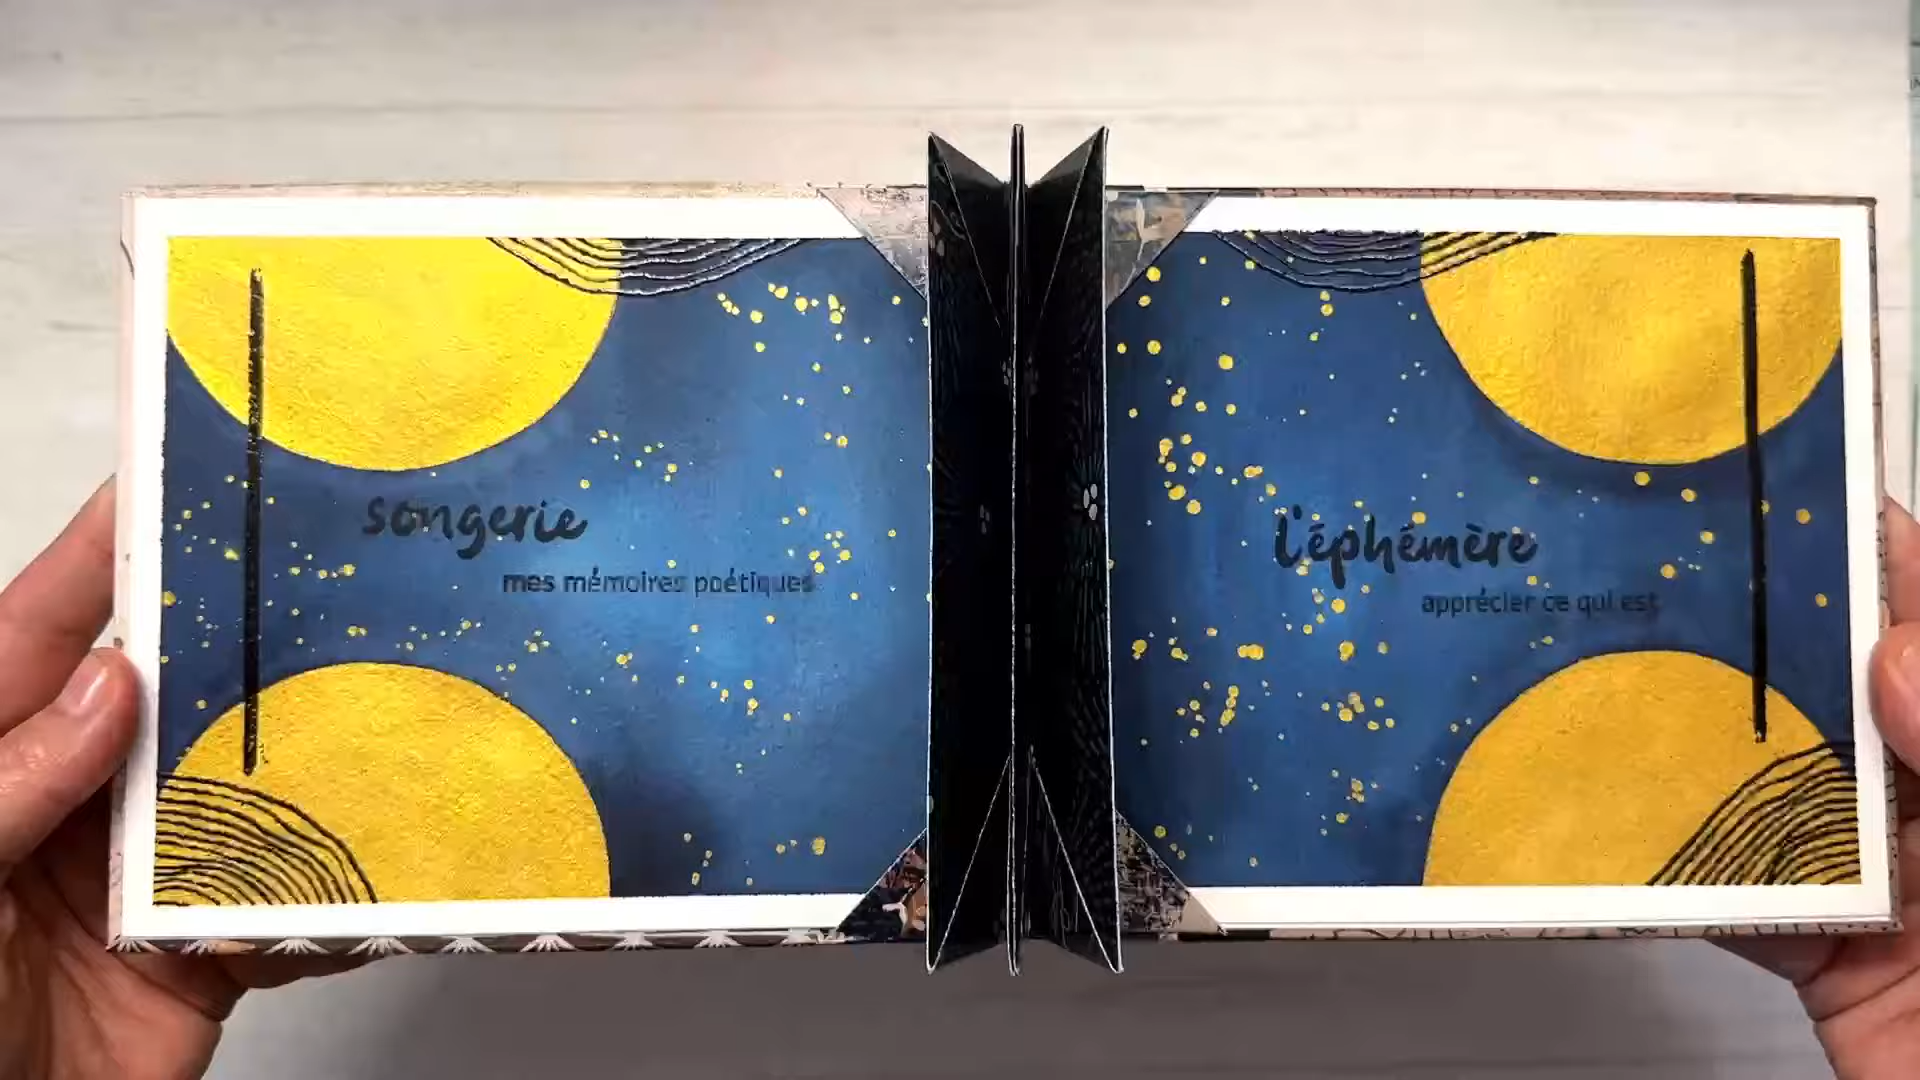 songerie
mes mémoires poétiques
l'éphémère
apprécier ce qui est